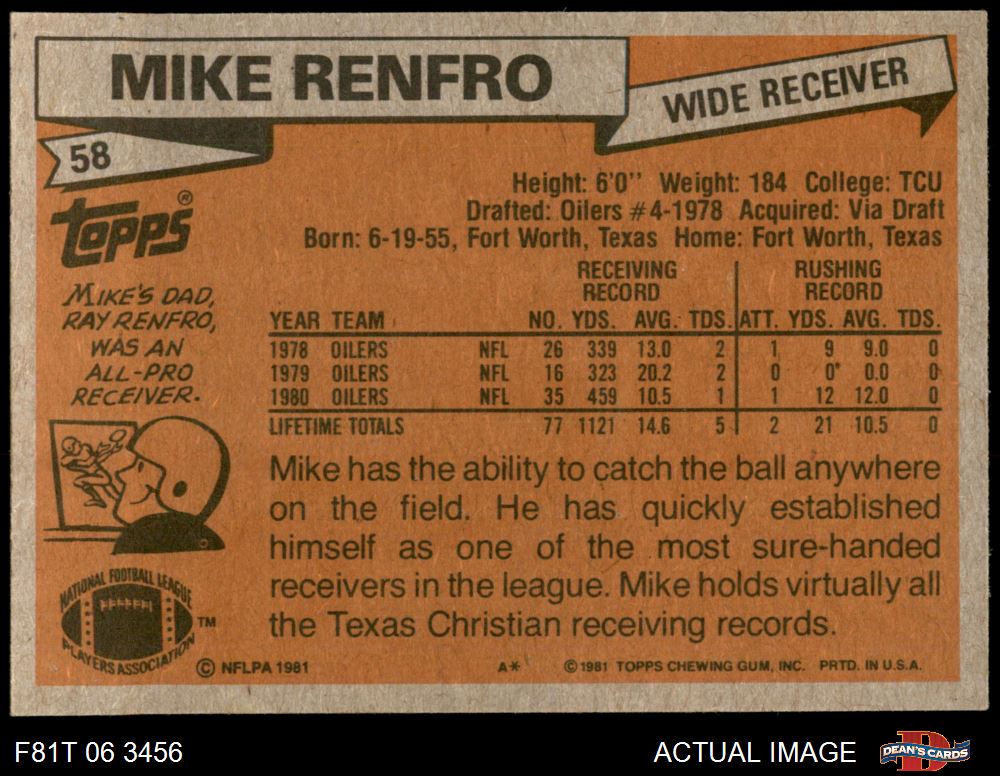 MIKE RENFRO
WIDE RECEIVER
58
TOPPS®
Height: 6'0'' Weight: 184 College: TCU
Drafted: Oilers #4-1978 Acquired: Via Draft
Born: 6-19-55, Fort Worth, Texas Home: Fort Worth, Texas
MIKE'S DAD,
RAY RENFRO,
WAS AN
ALL-PRO
RECEIVER.
RECEIVING RECORD RUSHING RECORD
YEAR TEAM NO. YDS. AVG. TDS. ATT. YDS. AVG. TDS.
1978 OILERS NFL 26 339 13.0 2 1 9 9.0 0
1979 OILERS NFL 16 323 20.2 2 0 0 0.0 0
1980 OILERS NFL 35 459 10.5 1 1 12 12.0 0
LIFETIME TOTALS 77 1121 14.6 5 2 21 10.5 0
Mike has the ability to catch the ball anywhere
on the field. He has quickly established
himself as one of the most sure-handed
receivers in the league. Mike holds virtually all
the Texas Christian receiving records.
NATIONAL FOOTBALL LEAGUE
PLAYERS ASSOCIATION
TM
© NFLPA 1981 A* © 1981 TOPPS CHEWING GUM, INC. PRTD. IN U.S.A.
F81T 06 3456 ACTUAL IMAGE
D
DEAN'S CARDS